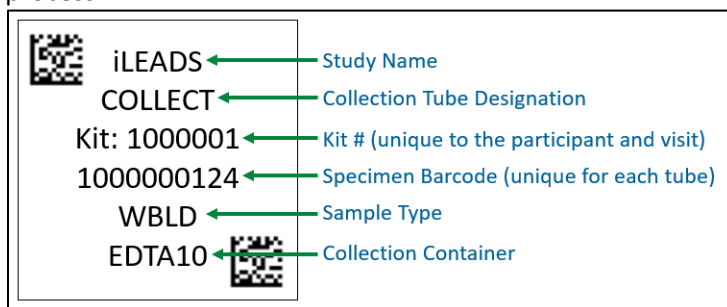 iLEADS Study Name
COLLECT Collection Tube Designation
Kit: 1000001 Kit # (unique to the participant and visit)
1000000124 Specimen Barcode (unique for each tube)
WBLD Sample Type
EDTA10 Collection Container